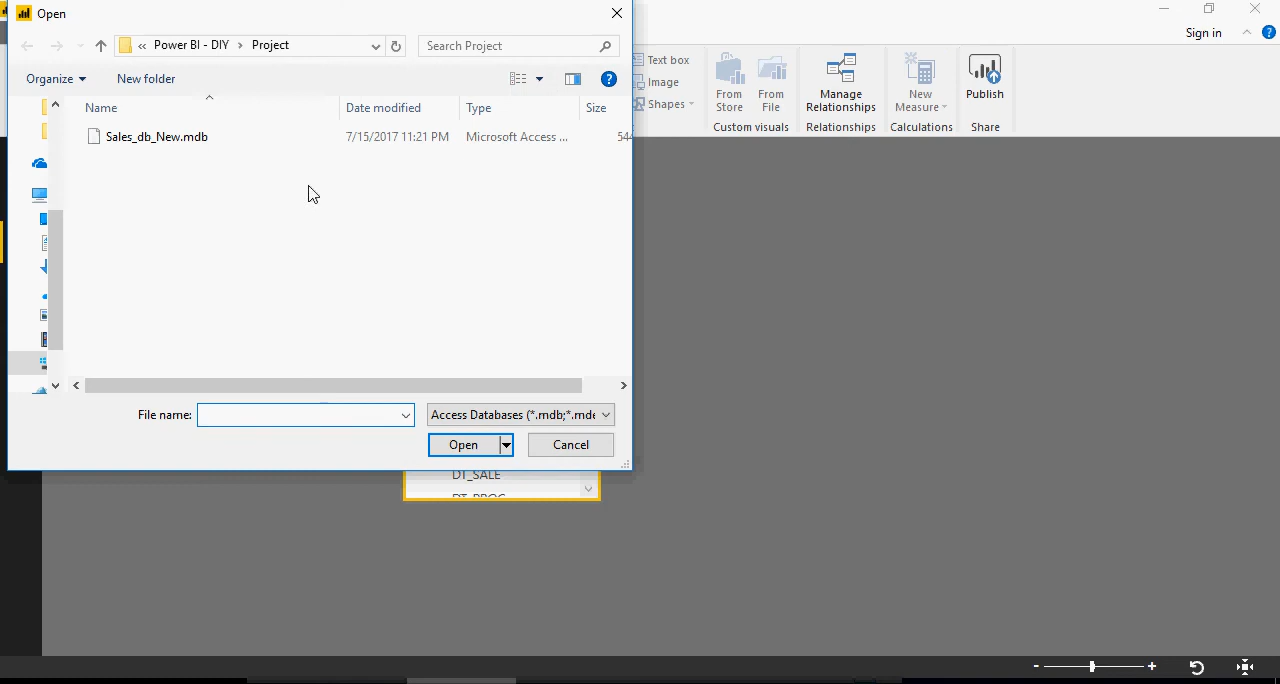 Open
Sign in
« Power BI - DIY > Project
Search Project
Organize
New folder
Text box
Image
Shapes
From
Store
From
File
Custom visuals
Manage
Relationships
Relationships
New
Measure
Calculations
Publish
Share
Name
Date modified
Type
Size
Sales_db_New.mdb
7/15/2017 11:21 PM
Microsoft Access ...
544
File name:
Access Databases (*.mdb;*.mde
Open
Cancel
DT_SALE